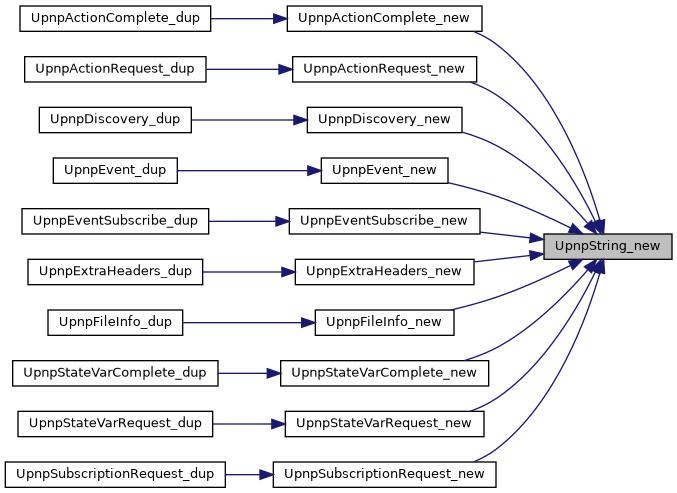 UpnpActionComplete_dup
UpnpActionComplete_new
UpnpActionRequest_dup
UpnpActionRequest_new
UpnpDiscovery_dup
UpnpDiscovery_new
UpnpEvent_dup
UpnpEvent_new
UpnpEventSubscribe_dup
UpnpEventSubscribe_new
UpnpString_new
UpnpExtraHeaders_dup
UpnpExtraHeaders_new
UpnpFileInfo_dup
UpnpFileInfo_new
UpnpStateVarComplete_dup
UpnpStateVarComplete_new
UpnpStateVarRequest_dup
UpnpStateVarRequest_new
UpnpSubscriptionRequest_dup
UpnpSubscriptionRequest_new